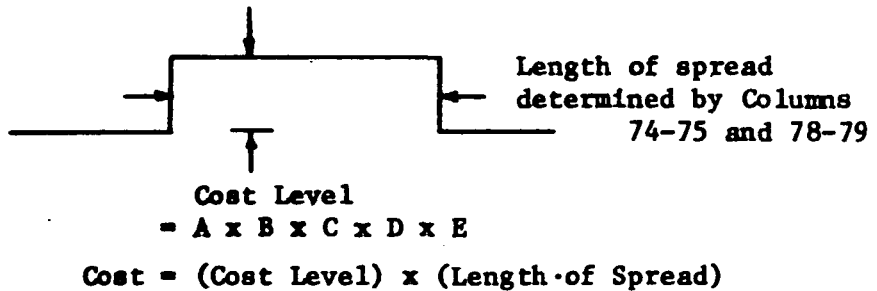 Length of spread
determined by Columns
74-75 and 78-79
Cost Level
= A x B x C x D x E
Cost = (Cost Level) x (Length of Spread)